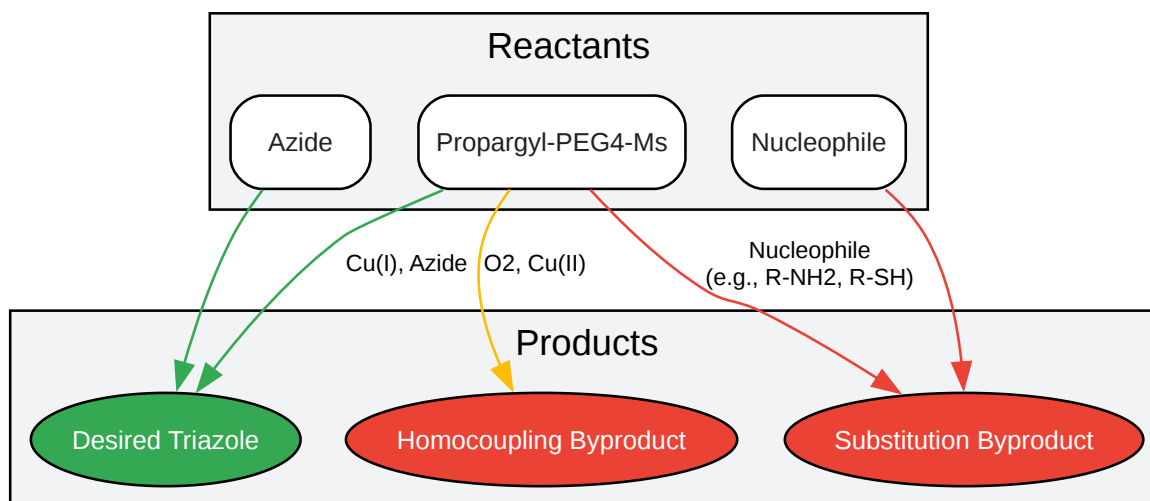 Reactants
Azide
Propargyl-PEG4-Ms
Nucleophile
Cu(I), Azide
O2, Cu(II)
Nucleophile
(e.g., R-NH2, R-SH)
Products
Desired Triazole
Homocoupling Byproduct
Substitution Byproduct